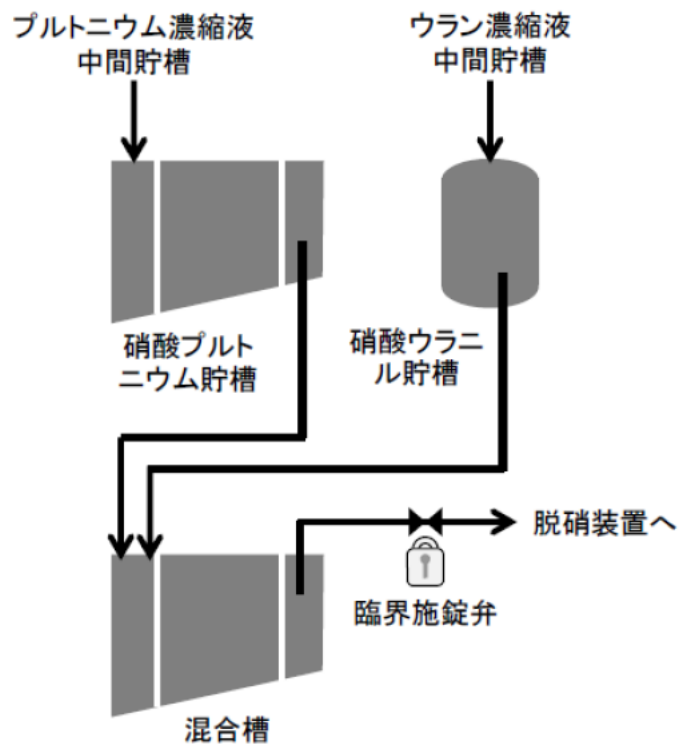 プルトニウム濃縮液
中間貯槽
ウラン濃縮液
中間貯槽
硝酸プルト
ニウム貯槽
硝酸ウラニ
ル貯槽
脱硝装置へ
臨界施錠弁
混合槽